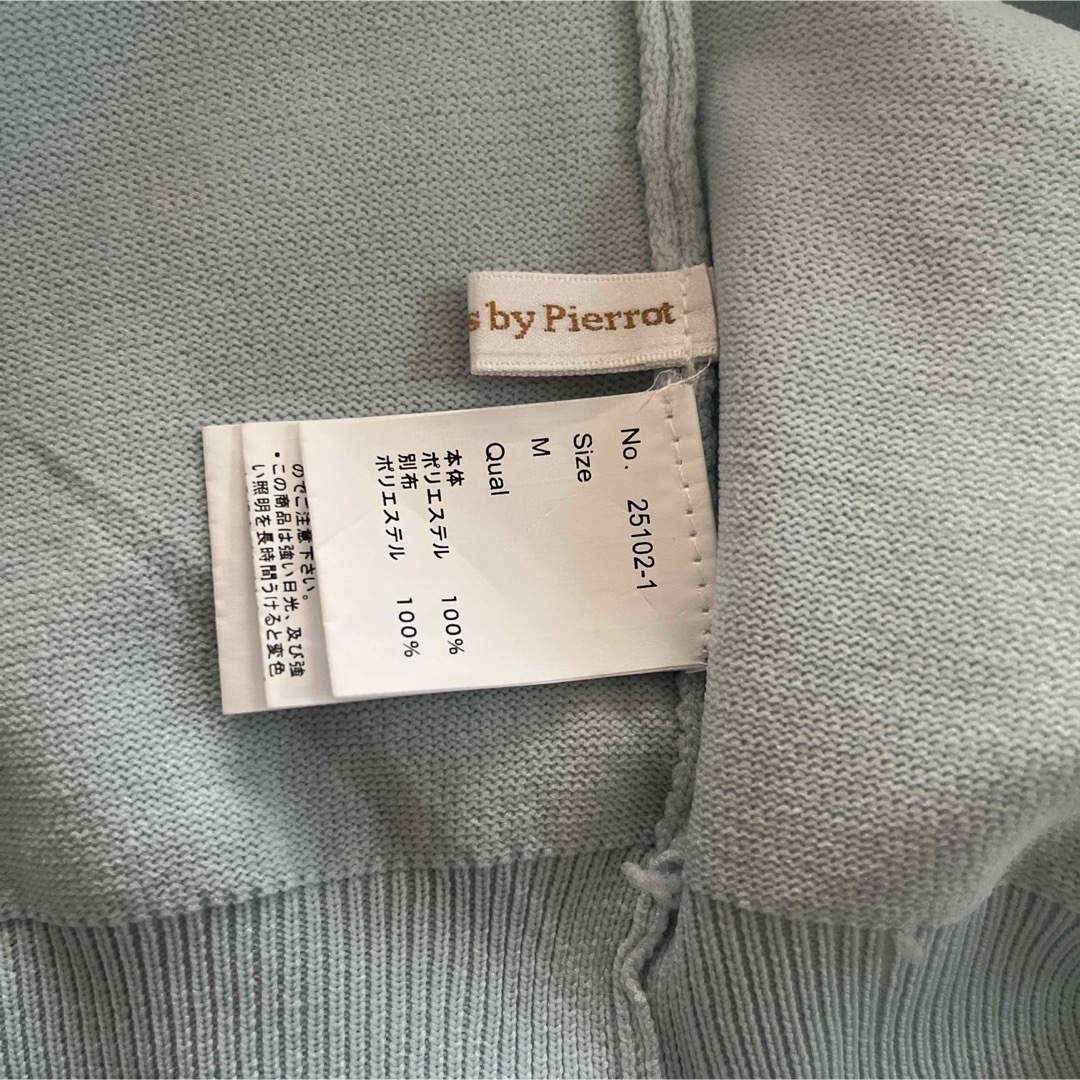 s by Pierrot
No. 25102-1
Size
M
Qual
本体
ポリエステル 100%
別布
ポリエステル 100%
のでご注意下さい。
・この商品は強い日光、及び強
い照明を長時間うけると変色